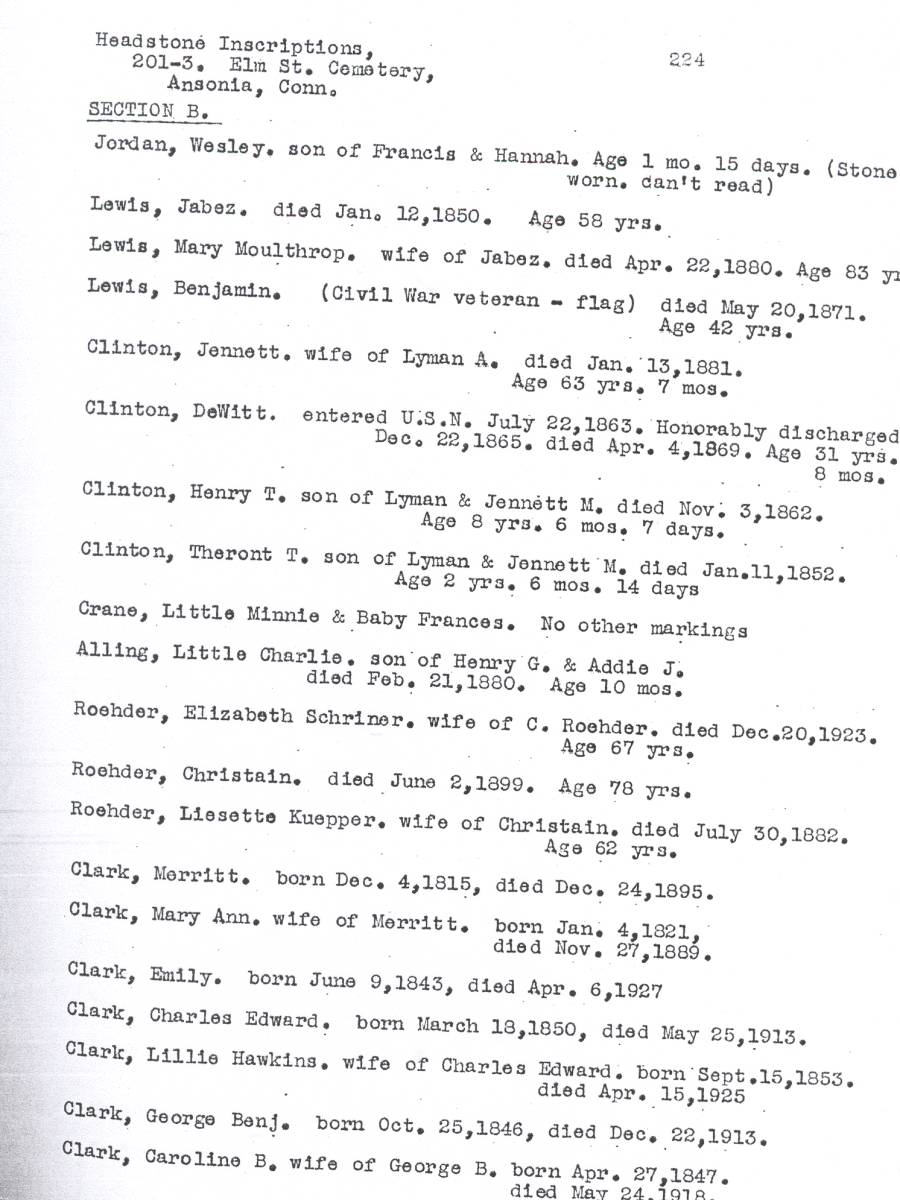 Headstone Inscriptions,
224
201-3. Elm St. Cemetery,
Ansonia, Conn.
SECTION B.
Jordan, Wesley. son of Francis & Hannah. Age 1 mo. 15 days. (Stone
worn. can't read)
Lewis, Jabez. died Jan. 12,1850. Age 58 yrs.
Lewis, Mary Moulthrop. wife of Jabez. died Apr. 22,1880. Age 83 yr
Lewis, Benjamin. (Civil War veteran - flag) died May 20,1871.
Age 42 yrs.
Clinton, Jennett. wife of Lyman A. died Jan. 13,1881.
Age 63 yrs. 7 mos.
Clinton, DeWitt. entered U.S.N. July 22,1863. Honorably discharged
Dec. 22,1865. died Apr. 4,1869. Age 31 yrs.
8 mos.
Clinton, Henry T. son of Lyman & Jennett M. died Nov. 3,1862.
Age 8 yrs. 6 mos. 7 days.
Clinton, Theront T. son of Lyman & Jennett M. died Jan.11,1852.
Age 2 yrs. 6 mos. 14 days
Crane, Little Minnie & Baby Frances. No other markings
Alling, Little Charlie. son of Henry G. & Addie J.
died Feb. 21,1880. Age 10 mos.
Roehder, Elizabeth Schriner. wife of C. Roehder. died Dec.20,1923.
Age 67 yrs.
Roehder, Christain. died June 2,1899. Age 78 yrs.
Roehder, Liesette Kuepper. wife of Christain. died July 30,1882.
Age 62 yrs.
Clark, Merritt. born Dec. 4,1815, died Dec. 24,1895.
Clark, Mary Ann. wife of Merritt. born Jan. 4,1821,
died Nov. 27,1889.
Clark, Emily. born June 9,1843, died Apr. 6,1927
Clark, Charles Edward. born March 18,1850, died May 25,1913.
Clark, Lillie Hawkins. wife of Charles Edward. born Sept.15,1853.
died Apr. 15,1925
Clark, George Benj. born Oct. 25,1846, died Dec. 22,1913.
Clark, Caroline B. wife of George B. born Apr. 27,1847.
died May 24,1918.